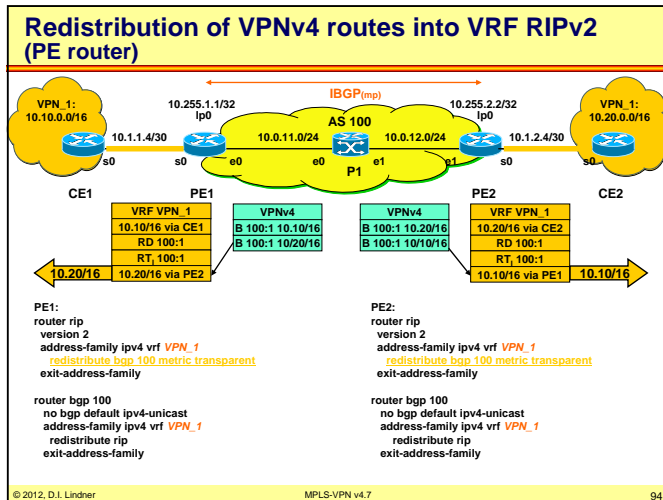 Redistribution of VPNv4 routes into VRF RIPv2
(PE router)
IBGP(mp)
VPN_1:
10.10.0.0/16
10.255.1.1/32
lp0
AS 100
10.255.2.2/32
lp0
VPN_1:
10.20.0.0/16
10.1.1.4/30
10.0.11.0/24
10.0.12.0/24
10.1.2.4/30
s0
s0
e0
e0
e1
e1
s0
s0
P1
CE1
PE1
PE2
CE2
VRF VPN_1
10.10/16 via CE1
RD 100:1
RTI 100:1
10.20/16 via PE2
VPNv4
B 100:1 10.10/16
B 100:1 10/20/16
VPNv4
B 100:1 10.20/16
B 100:1 10/10/16
VRF VPN_1
10.20/16 via CE2
RD 100:1
RTI 100:1
10.10/16 via PE1
10.20/16
10.10/16
PE1:
router rip
version 2
address-family ipv4 vrf VPN_1
redistribute bgp 100 metric transparent
exit-address-family
router bgp 100
no bgp default ipv4-unicast
address-family ipv4 vrf VPN_1
redistribute rip
exit-address-family
PE2:
router rip
version 2
address-family ipv4 vrf VPN_1
redistribute bgp 100 metric transparent
exit-address-family
router bgp 100
no bgp default ipv4-unicast
address-family ipv4 vrf VPN_1
redistribute rip
exit-address-family
© 2012, D.I. Lindner
MPLS-VPN v4.7
94